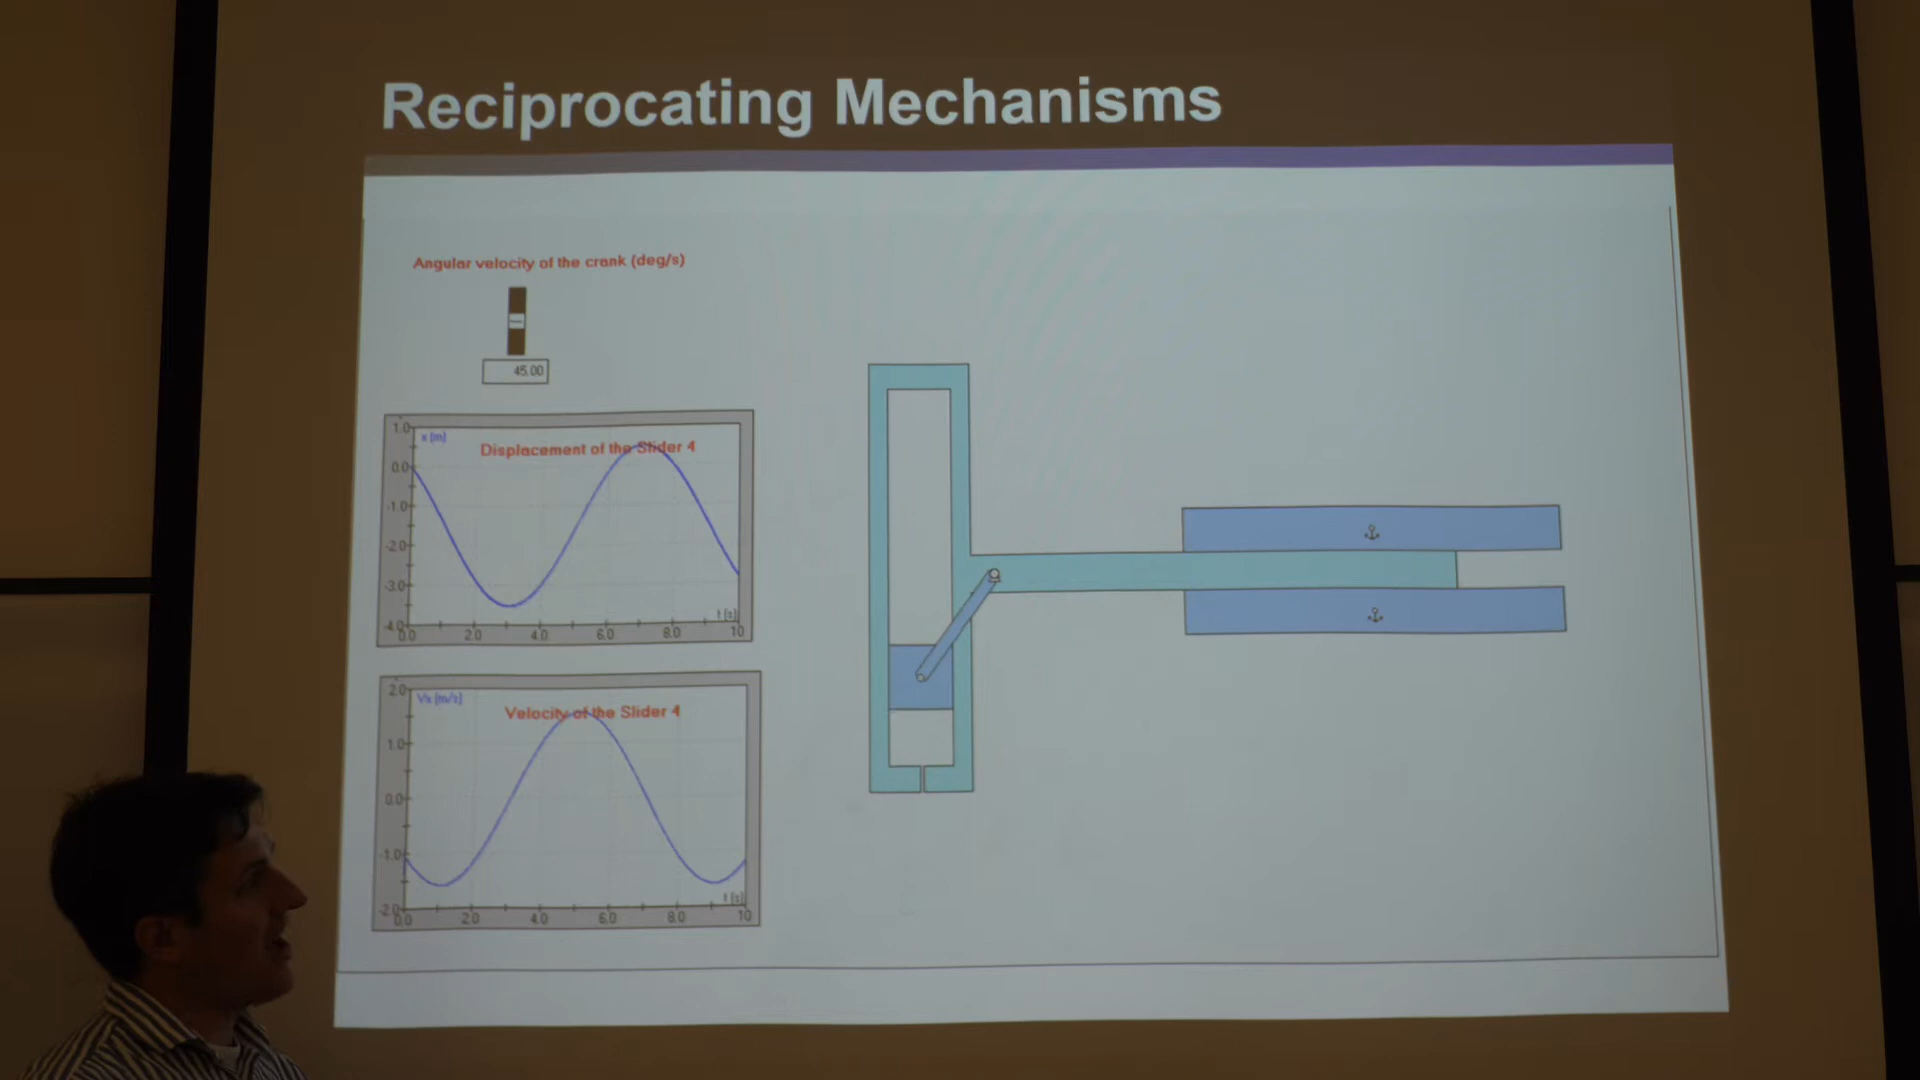 Reciprocating Mechanisms
Angular velocity of the crank (deg/s)
45.00
x (m)
Displacement of the Slider 4
1.0
0.0
-1.0
-2.0
-3.0
-4.0
t (s)
0.0 2.0 4.0 6.0 8.0 10
Vx (m/s)
Velocity of the Slider 4
2.0
1.0
0.0
-1.0
-2.0
t (s)
0.0 2.0 4.0 6.0 8.0 10